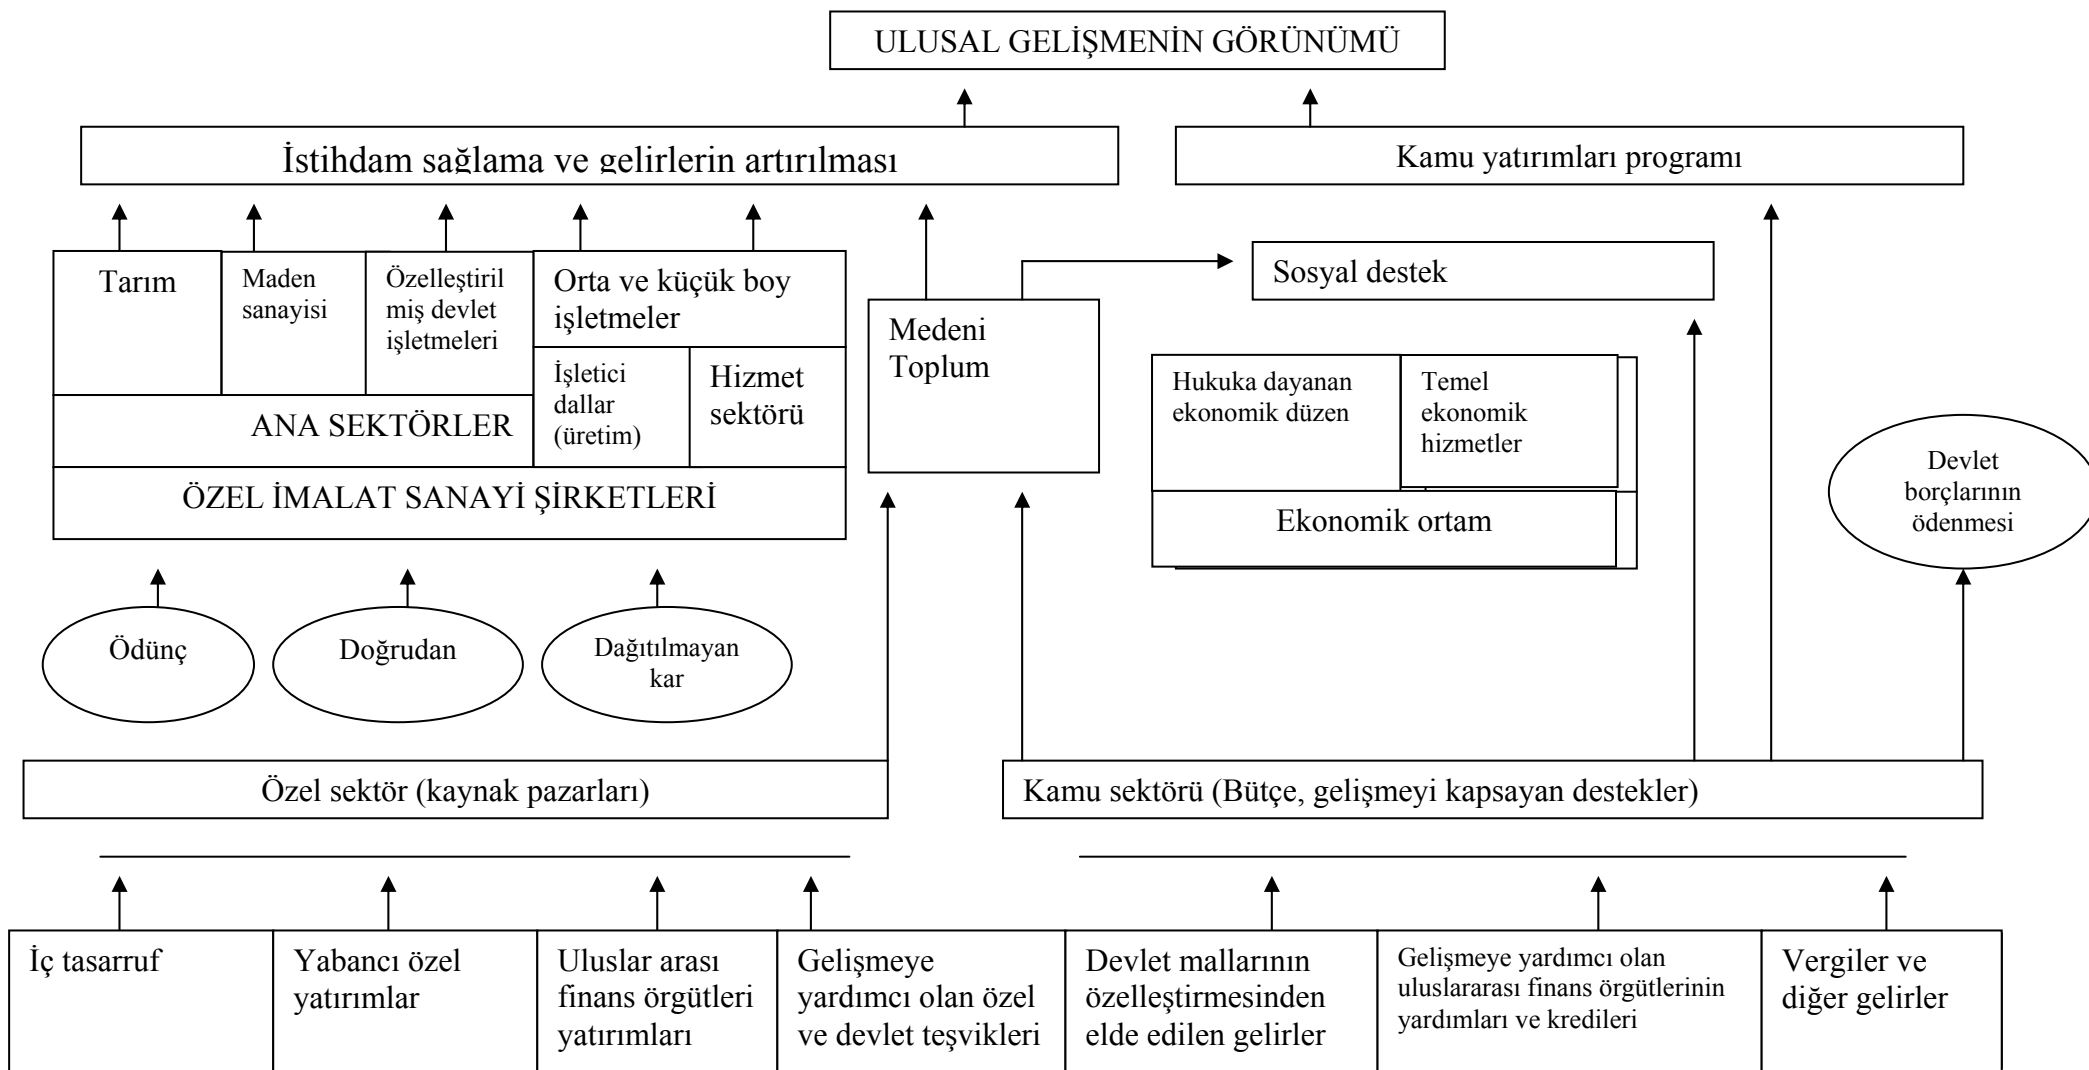 ULUSAL GELİŞMENİN GÖRÜNÜMÜ
İstihdam sağlama ve gelirlerin artırılması
Kamu yatırımları programı
Tarım
Maden
sanayisi
Özelleştiril
miş devlet
işletmeleri
Orta ve küçük boy
işletmeler
İşletici
dallar
(üretim)
Hizmet
sektörü
ANA SEKTÖRLER
ÖZEL İMALAT SANAYİ ŞİRKETLERİ
Medeni
Toplum
Sosyal destek
Hukuka dayanan
ekonomik düzen
Temel
ekonomik
hizmetler
Ekonomik ortam
Devlet
borçlarının
ödenmesi
Ödünç
Doğrudan
Dağıtılmayan
kar
Özel sektör (kaynak pazarları)
Kamu sektörü (Bütçe, gelişmeyi kapsayan destekler)
İç tasarruf
Yabancı özel
yatırımlar
Uluslar arası
finans örgütleri
yatırımları
Gelişmeye
yardımcı olan özel
ve devlet teşvikleri
Devlet mallarının
özelleştirmesinden
elde edilen gelirler
Gelişmeye yardımcı olan
uluslararası finans örgütlerinin
yardımları ve kredileri
Vergiler ve
diğer gelirler